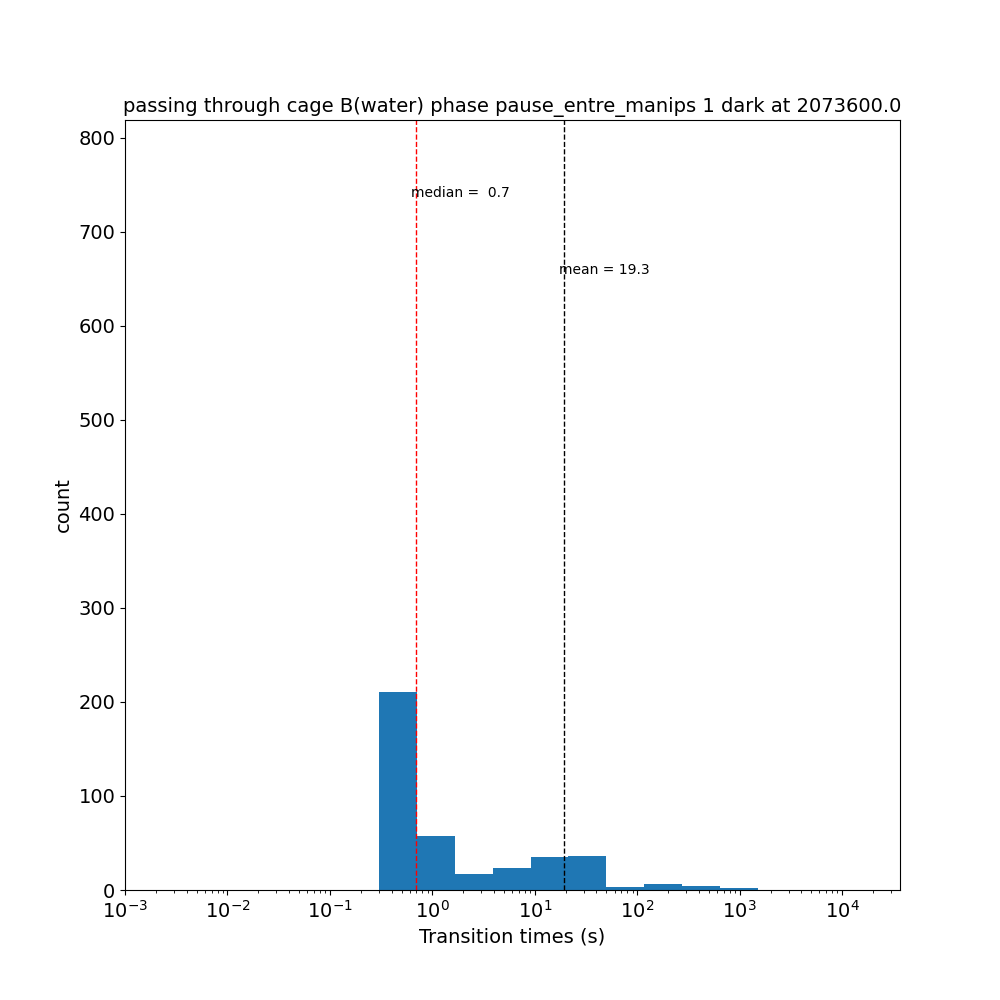 passing through cage B(water) phase pause_entre_manips 1 dark at 2073600.0
800
median =  0.7
700
mean = 19.3
600
500
count
400
300
200
100
0
10⁻³ 10⁻² 10⁻¹ 10⁰ 10¹ 10² 10³ 10⁴
Transition times (s)